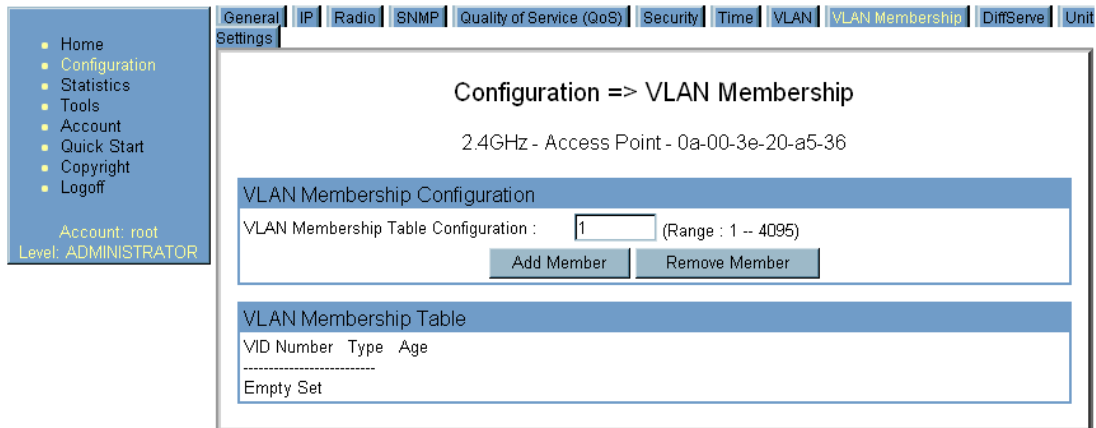 General IP Radio SNMP Quality of Service (QoS) Security Time VLAN VLAN Membership DiffServe Unit
Settings
Home
Configuration
Statistics
Tools
Account
Quick Start
Copyright
Logoff
Account: root
Level: ADMINISTRATOR
Configuration => VLAN Membership
2.4GHz - Access Point - 0a-00-3e-20-a5-36
VLAN Membership Configuration
VLAN Membership Table Configuration : 1 (Range : 1 -- 4095)
Add Member Remove Member
VLAN Membership Table
VID Number Type Age
--------------------------
Empty Set